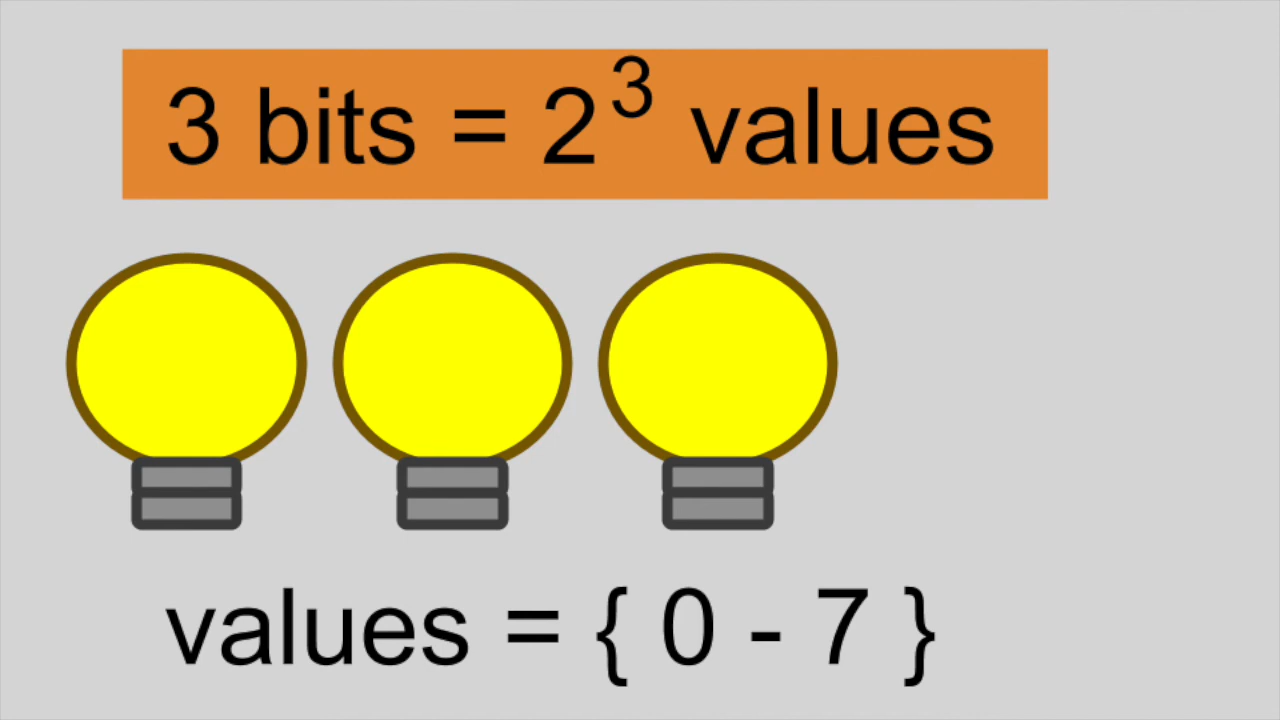 3 bits = 2³ values
values = { 0 - 7 }